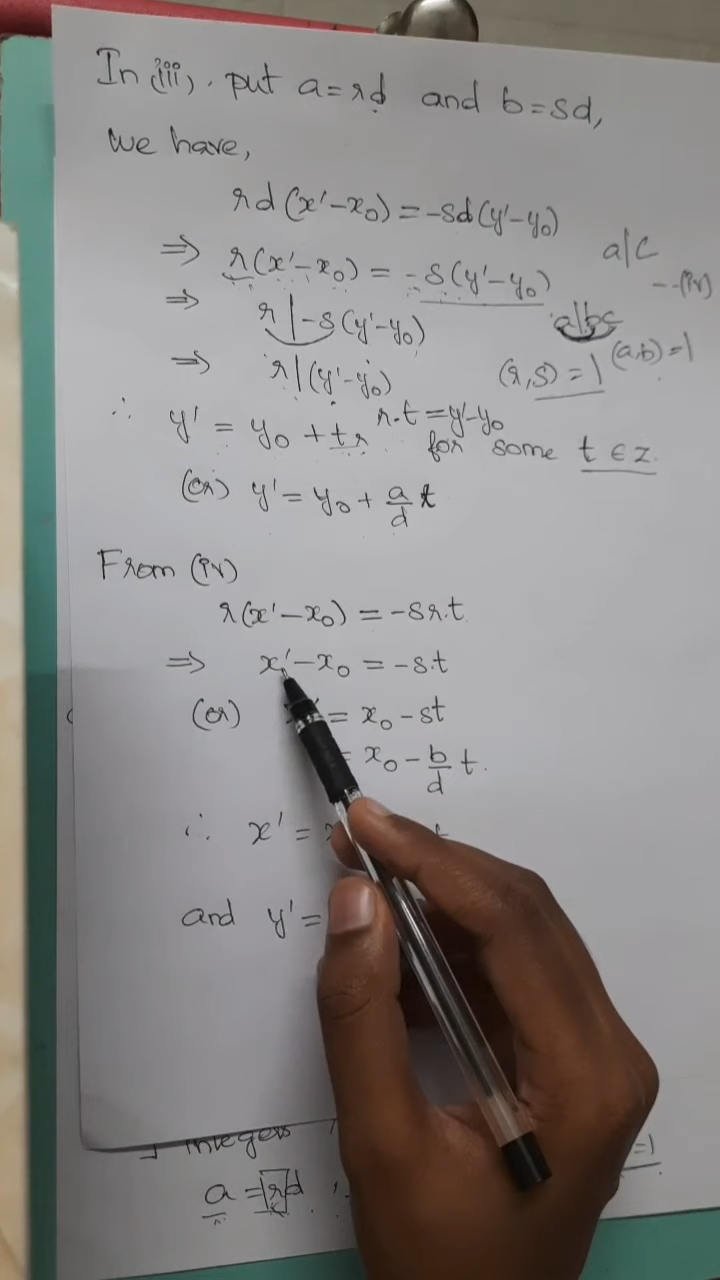 In (iii), put a=rd and b=sd,
we have,
rd(x'-x₀) = -sd(y'-y₀)
⇒ r(x'-x₀) = -s(y'-y₀) --(iv)
a|c
⇒ r|-s(y'-y₀)
a|bc
⇒ r|(y'-y₀)
(r,s)=1
(a,b)=1
∴ y' = y₀ + tr
r.t=y'-y₀
for some t ∈ z.
(or) y' = y₀ + a/d t
From (iv)
r(x'-x₀) = -sr.t
⇒ x'-x₀ = -s.t
(or) = x₀ - st
= x₀ - b/d t.
∴ x' =
and y' =
integers
a = rd
=1